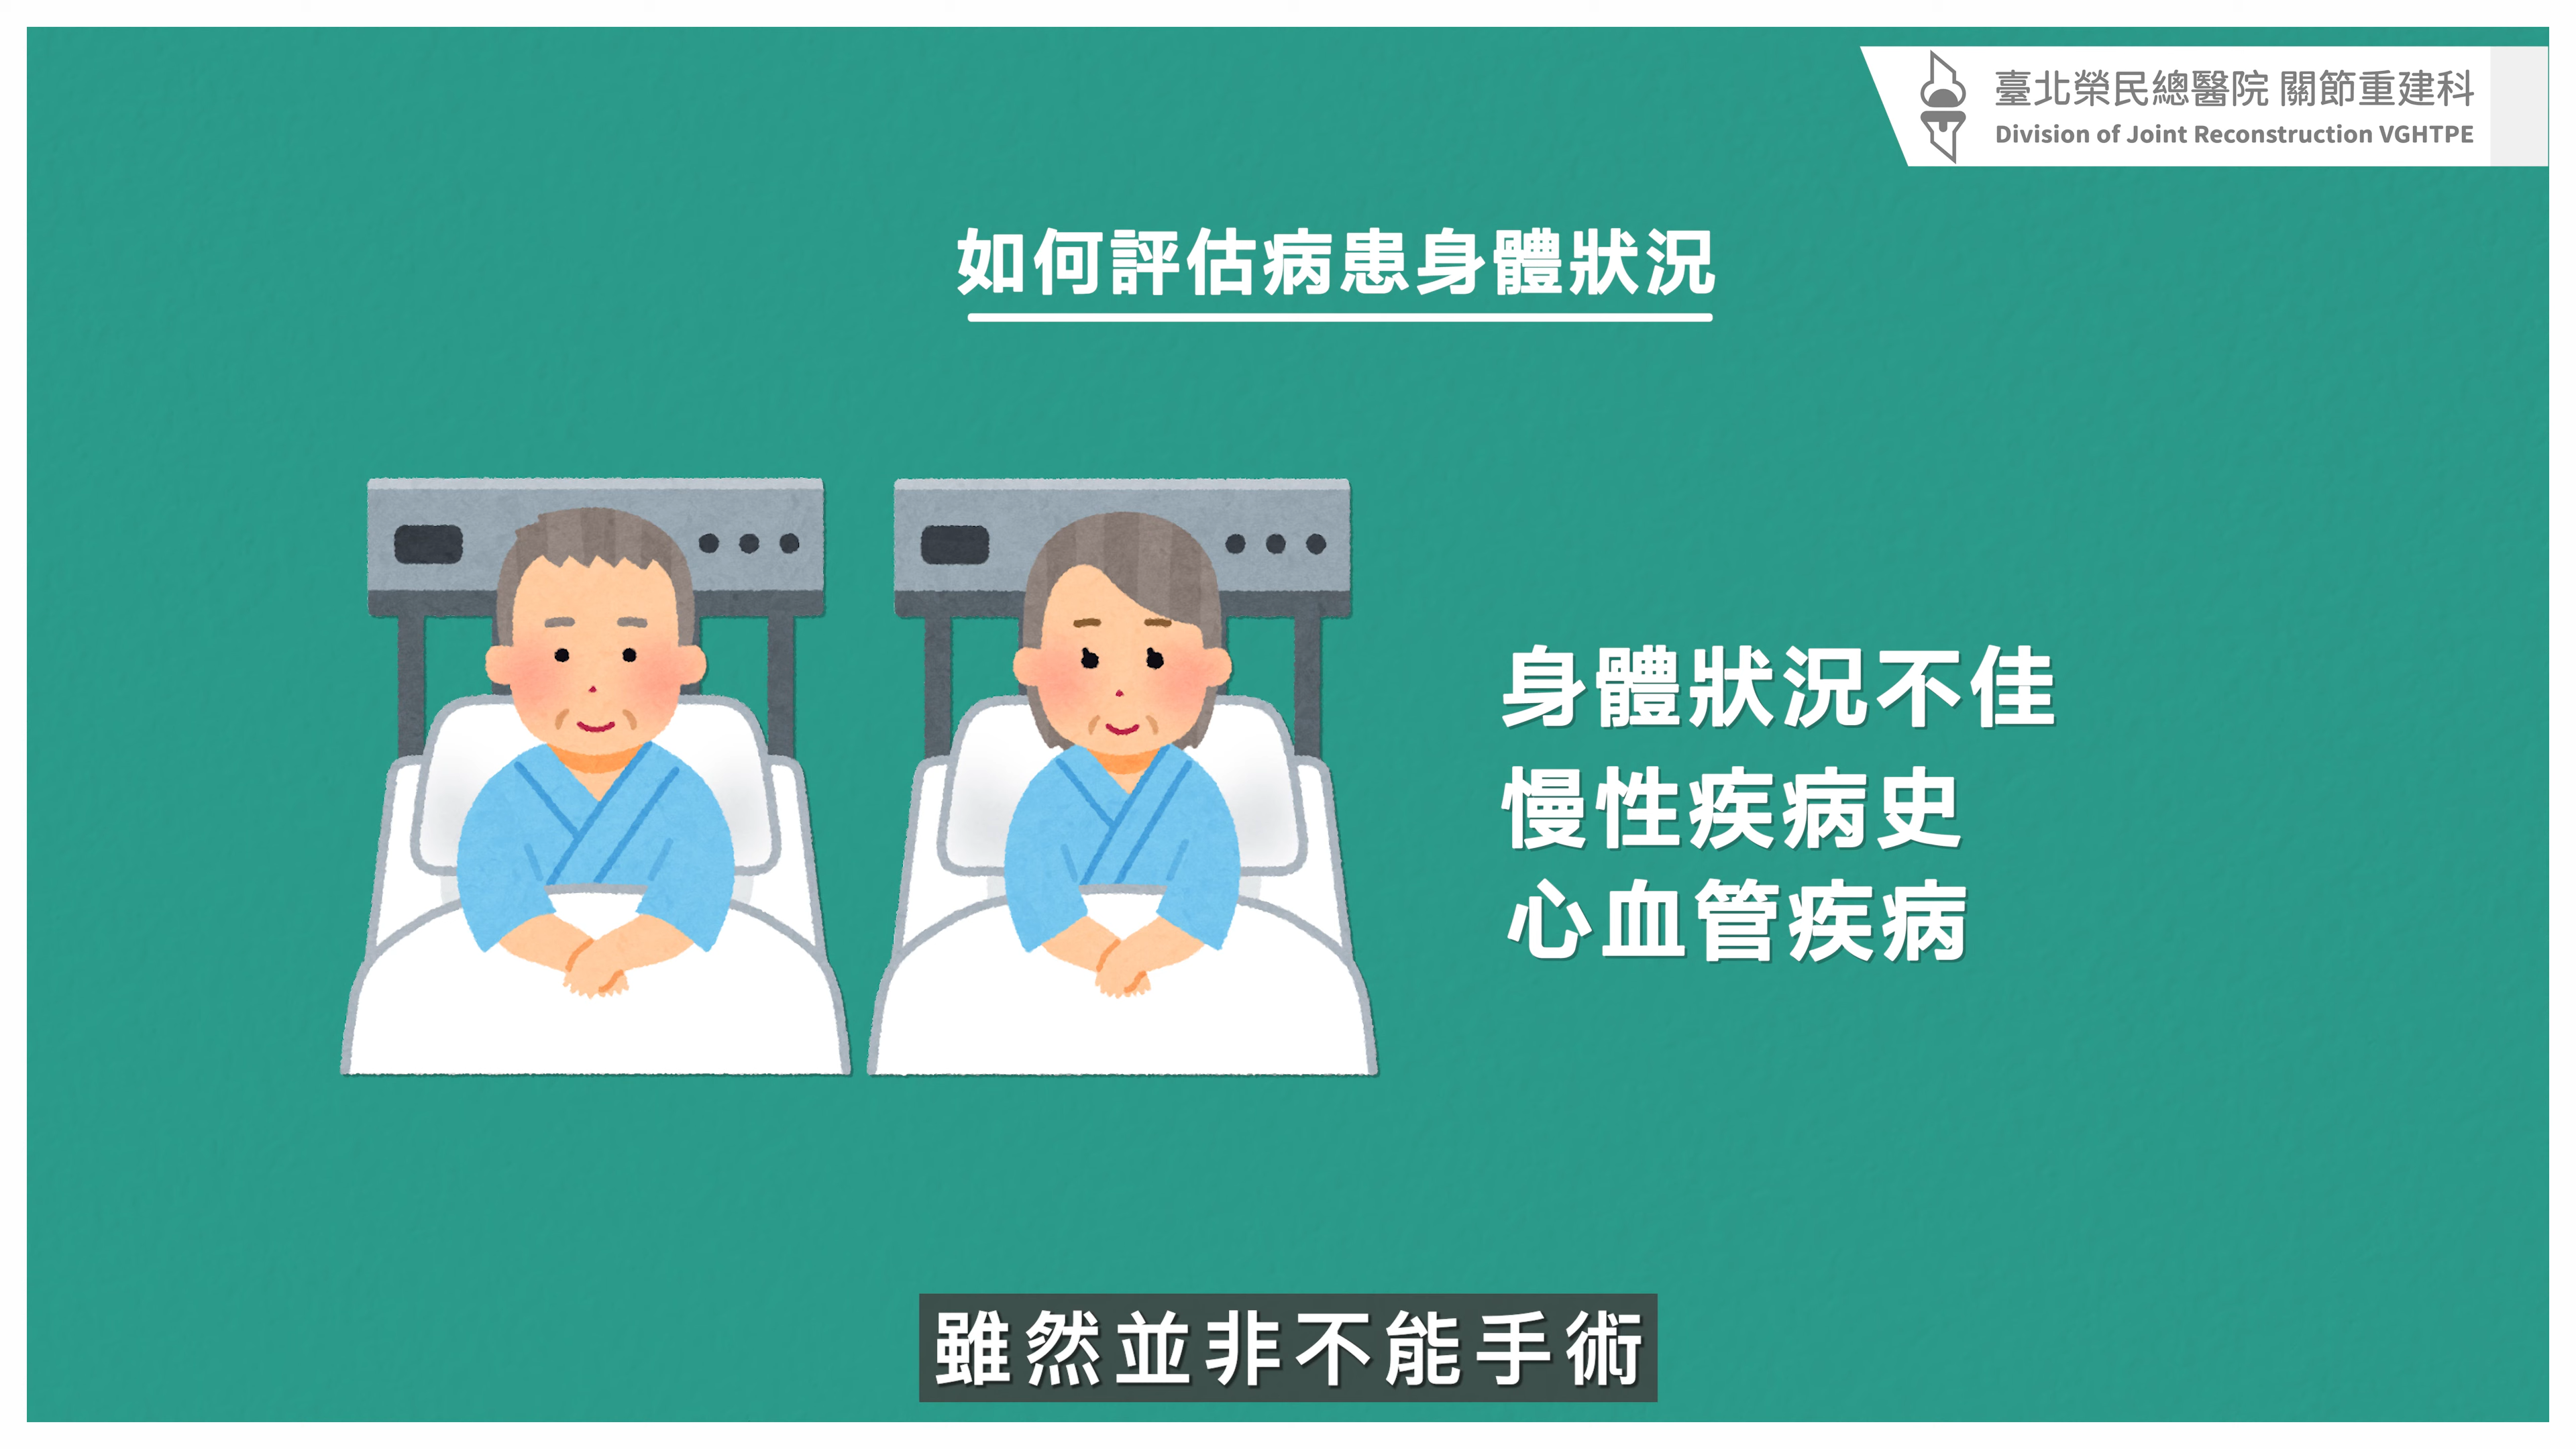 臺北榮民總醫院 關節重建科
Division of Joint Reconstruction VGHTPE
如何評估病患身體狀況
身體狀況不佳
慢性疾病史
心血管疾病
雖然並非不能手術